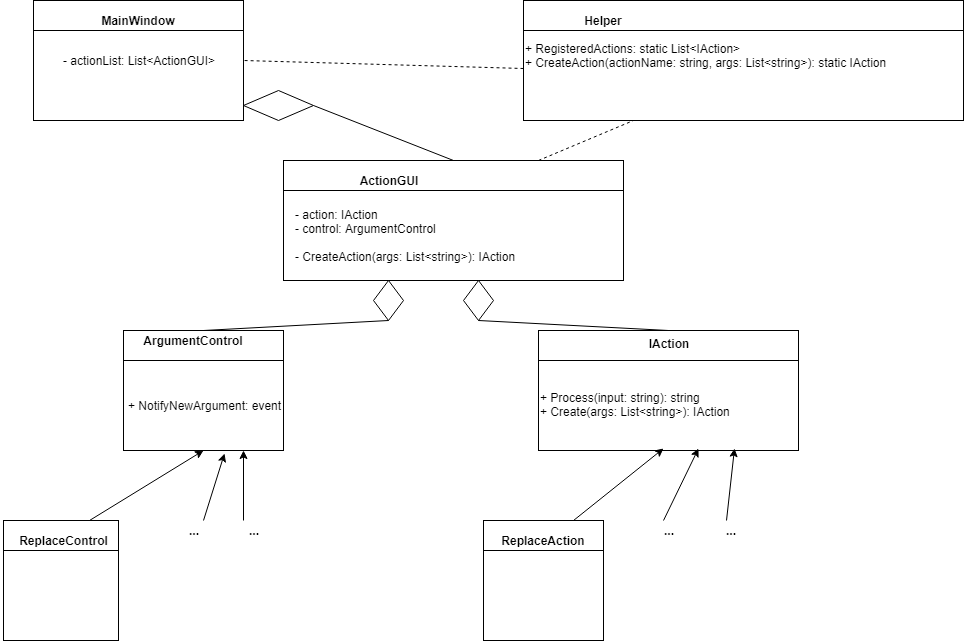 MainWindow
- actionList: List<ActionGUI>
Helper
+ RegisteredActions: static List<IAction>
+ CreateAction(actionName: string, args: List<string>): static IAction
ActionGUI
- action: IAction
- control: ArgumentControl
- CreateAction(args: List<string>): IAction
ArgumentControl
+ NotifyNewArgument: event
IAction
+ Process(input: string): string
+ Create(args: List<string>): IAction
ReplaceControl
...
...
ReplaceAction
...
...